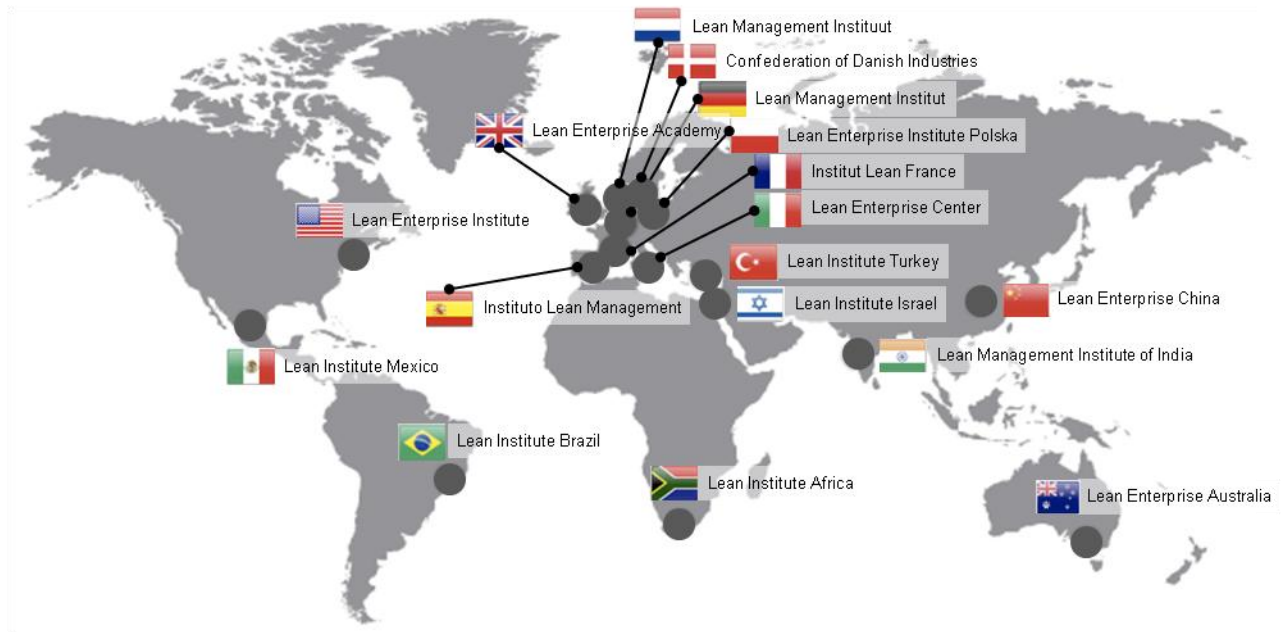 Lean Management Instituut
Confederation of Danish Industries
Lean Management Institut
Lean Enterprise Academy
Lean Enterprise Institute Polska
Institut Lean France
Lean Enterprise Center
Lean Enterprise Institute
Lean Institute Turkey
Instituto Lean Management
Lean Institute Israel
Lean Enterprise China
Lean Management Institute of India
Lean Institute Mexico
Lean Institute Brazil
Lean Institute Africa
Lean Enterprise Australia